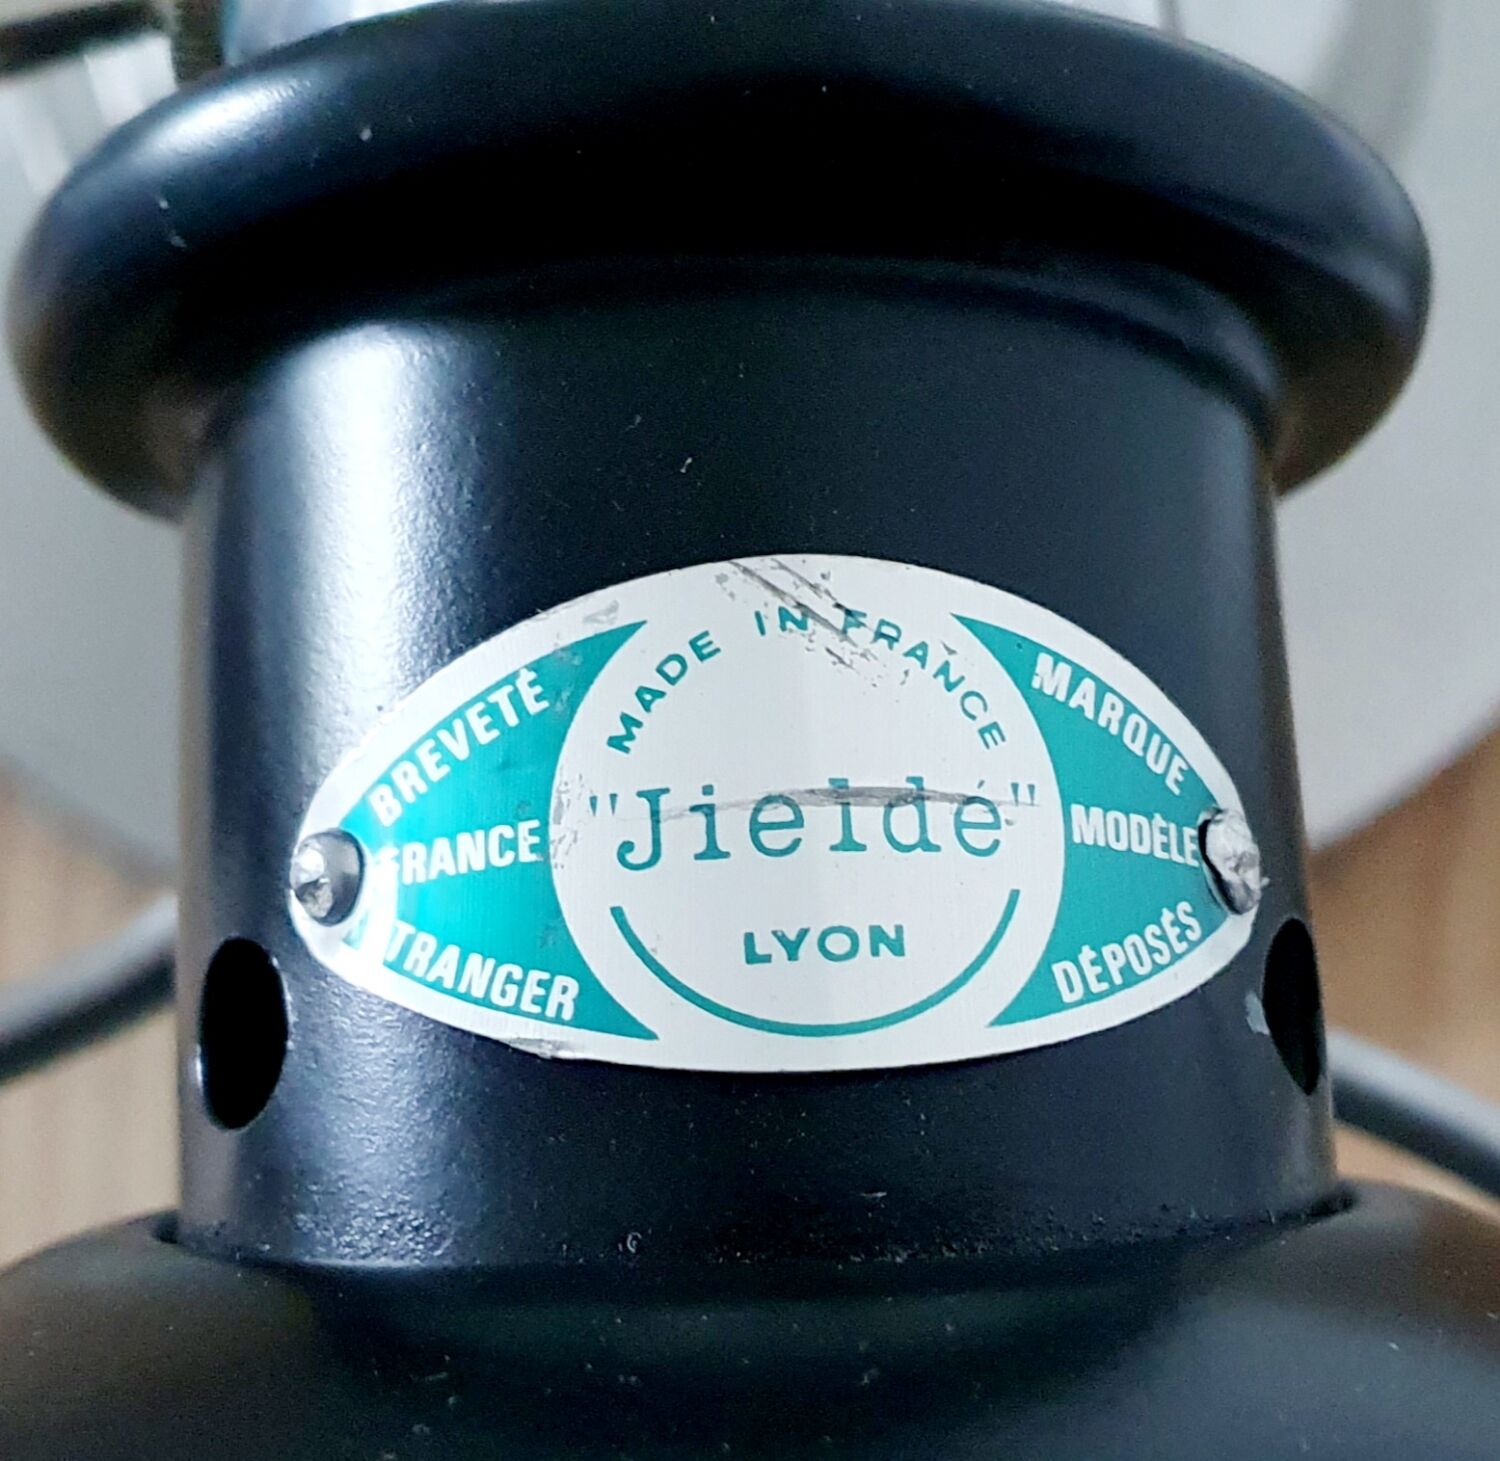 BREVETÉ
FRANCE
TRANGER
MADE IN FRANCE
"Jieldé"
LYON
MARQUE
MODÈLE
DÉPOSÉS